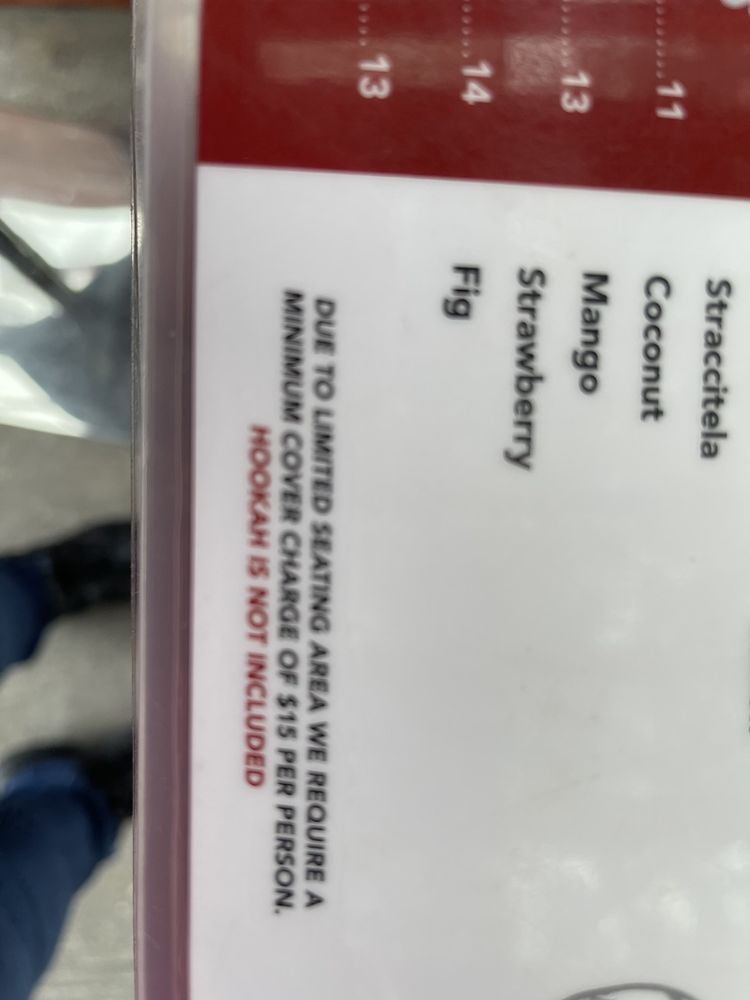 .........11
......13
......14
....13
Straccitela
Coconut
Mango
Strawberry
Fig
DUE TO LIMITED SEATING AREA WE REQUIRE A
MINIMUM COVER CHARGE OF $15 PER PERSON.
HOOKAH IS NOT INCLUDED